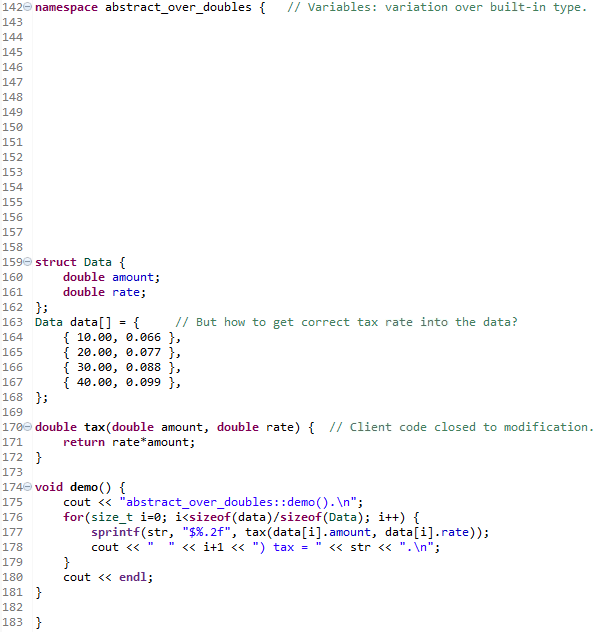 142 namespace abstract_over_doubles {   // Variables: variation over built-in type.
143
144
145
146
147
148
149
150
151
152
153
154
155
156
157
158
159 struct Data {
160     double amount;
161     double rate;
162 };
163 Data data[] = {     // But how to get correct tax rate into the data?
164     { 10.00, 0.066 },
165     { 20.00, 0.077 },
166     { 30.00, 0.088 },
167     { 40.00, 0.099 },
168 };
169
170 double tax(double amount, double rate) {  // Client code closed to modification.
171     return rate*amount;
172 }
173
174 void demo() {
175     cout << "abstract_over_doubles::demo().\n";
176     for(size_t i=0; i<sizeof(data)/sizeof(Data); i++) {
177         sprintf(str, "$%.2f", tax(data[i].amount, data[i].rate));
178         cout << "  " << i+1 << ") tax = " << str << ".\n";
179     }
180     cout << endl;
181 }
182
183 }